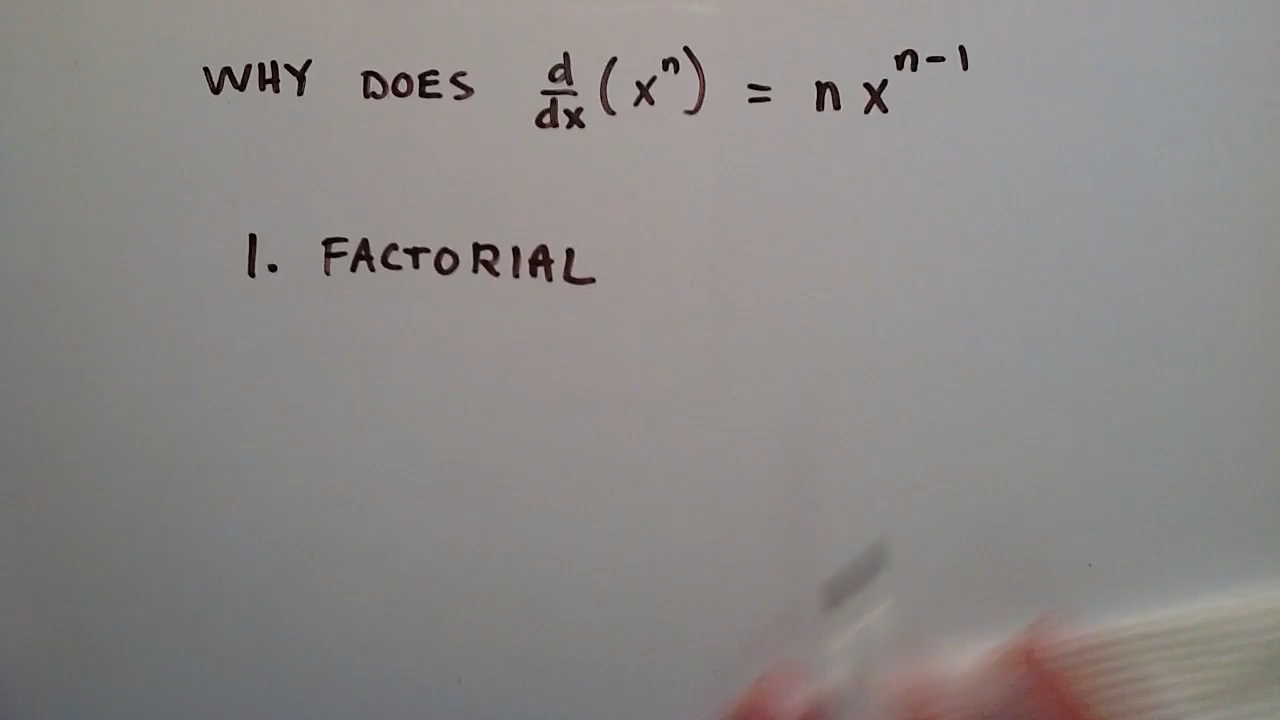 WHY DOES d/dx (x^n) = n x^{n-1}
1. FACTORIAL